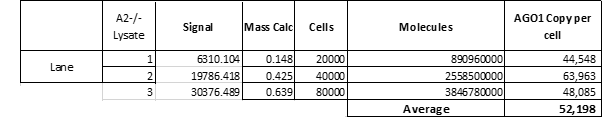 A2-/- Lysate Signal Mass Calc Cells Molecules AGO1 Copy per cell
Lane 1 6310.104 0.148 20000 890960000 44,548
2 19786.418 0.425 40000 2558500000 63,963
3 30376.489 0.639 80000 3846780000 48,085
Average 52,198